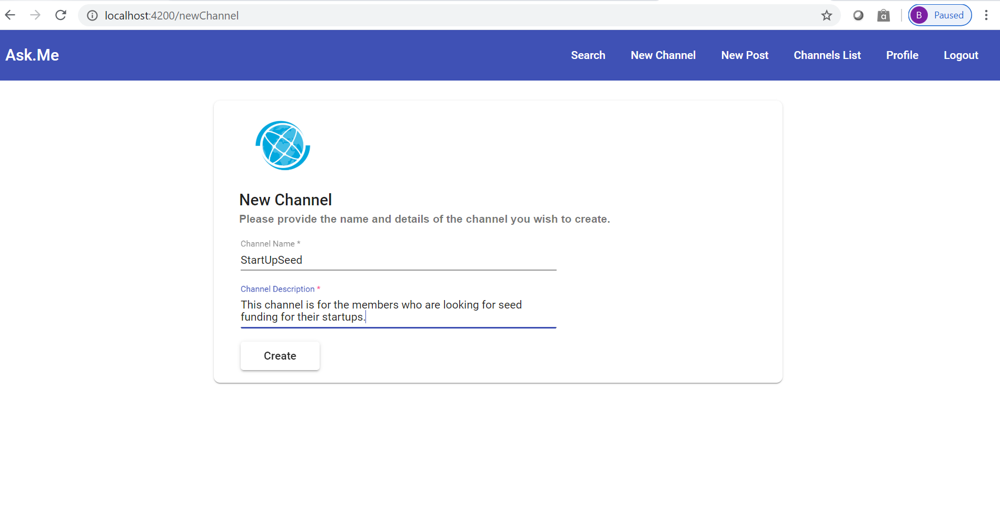 localhost:4200/newChannel
B Paused
Ask.Me
Search New Channel New Post Channels List Profile Logout
New Channel
Please provide the name and details of the channel you wish to create.
Channel Name *
StartUpSeed
Channel Description *
This channel is for the members who are looking for seed
funding for their startups.
Create